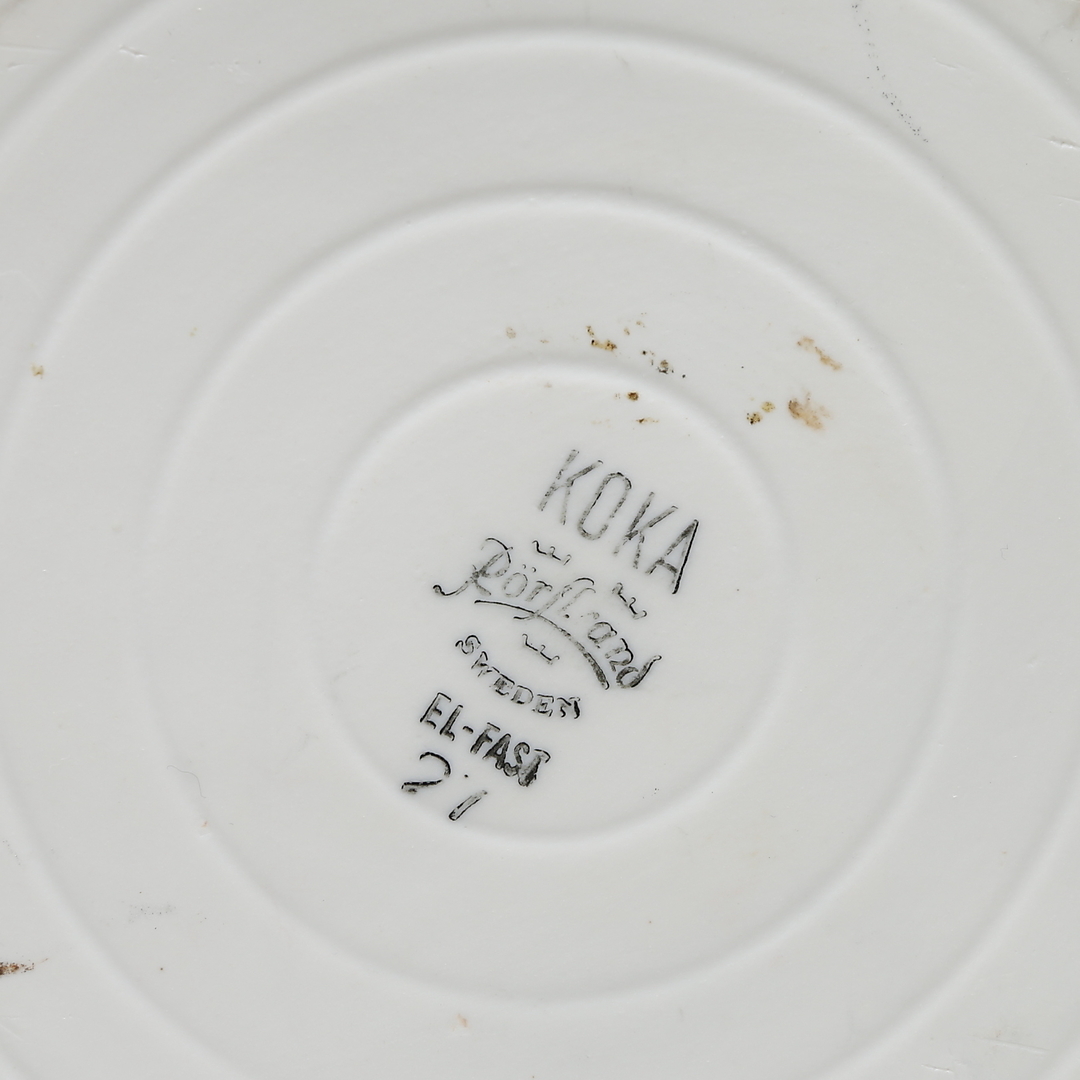 KOKA
Rörstrand
SWEDEN
EL-FAST
21